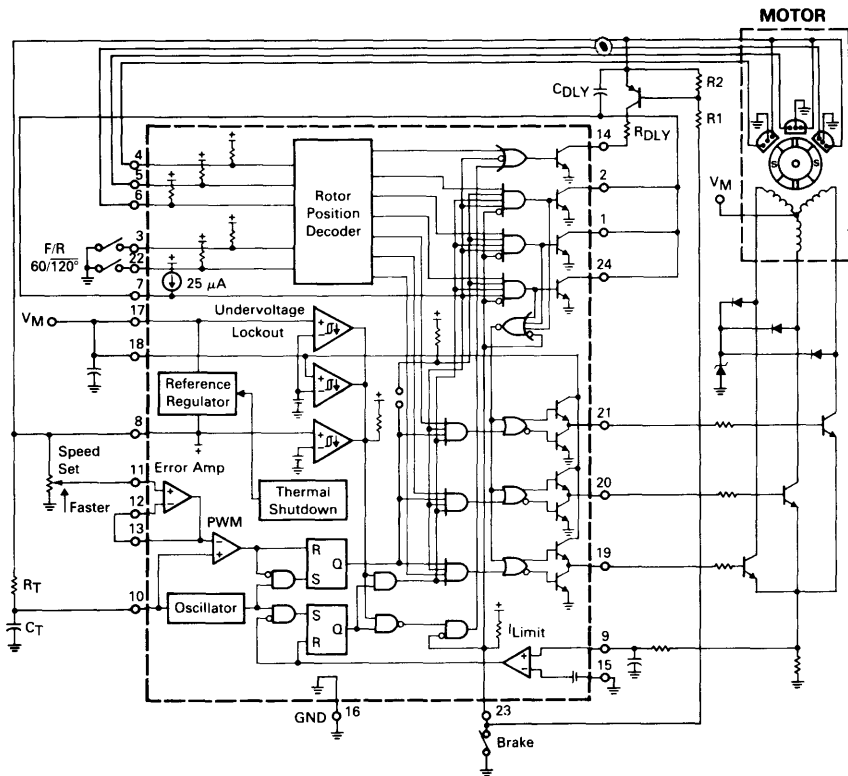 MOTOR
R2
R1
CDLY
RDLY
14
4
5
6
Rotor
Position
Decoder
2
VM
1
F/R
3
60/120°
22
24
7
25 μA
VM
17
Undervoltage
Lockout
18
Reference
Regulator
21
8
Speed
Set
11
Error Amp
Faster
12
Thermal
Shutdown
20
13
PWM
R
Q
S
19
RT
10
Oscillator
S
Q
R
ILimit
9
CT
15
GND
16
23
Brake
S
S
+
−
+
−
+
−
+
−
−
+
+
−